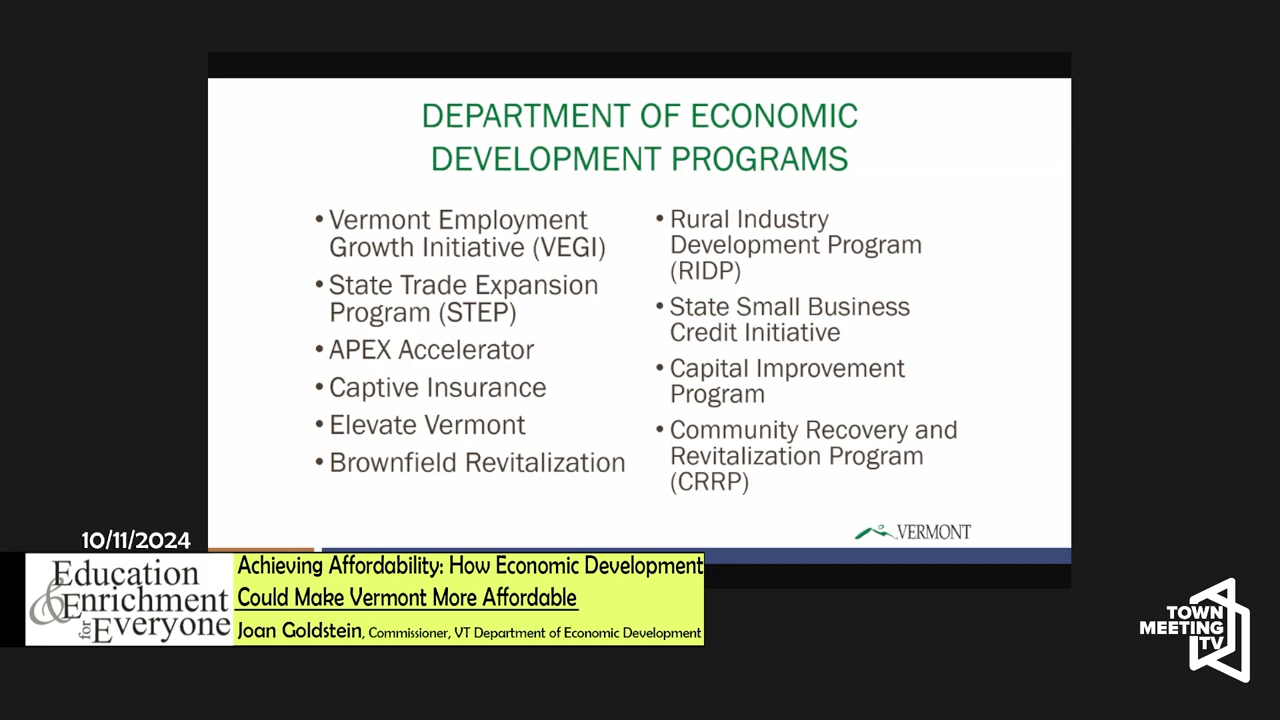 DEPARTMENT OF ECONOMIC
DEVELOPMENT PROGRAMS
• Vermont Employment
Growth Initiative (VEGI)
• State Trade Expansion
Program (STEP)
• APEX Accelerator
• Captive Insurance
• Elevate Vermont
• Brownfield Revitalization
• Rural Industry
Development Program
(RIDP)
• State Small Business
Credit Initiative
• Capital Improvement
Program
• Community Recovery and
Revitalization Program
(CRRP)
VERMONT
10/11/2024
Education
& Enrichment
for Everyone
Achieving Affordability: How Economic Development
Could Make Vermont More Affordable
Joan Goldstein, Commissioner, VT Department of Economic Development
TOWN
MEETING
TV